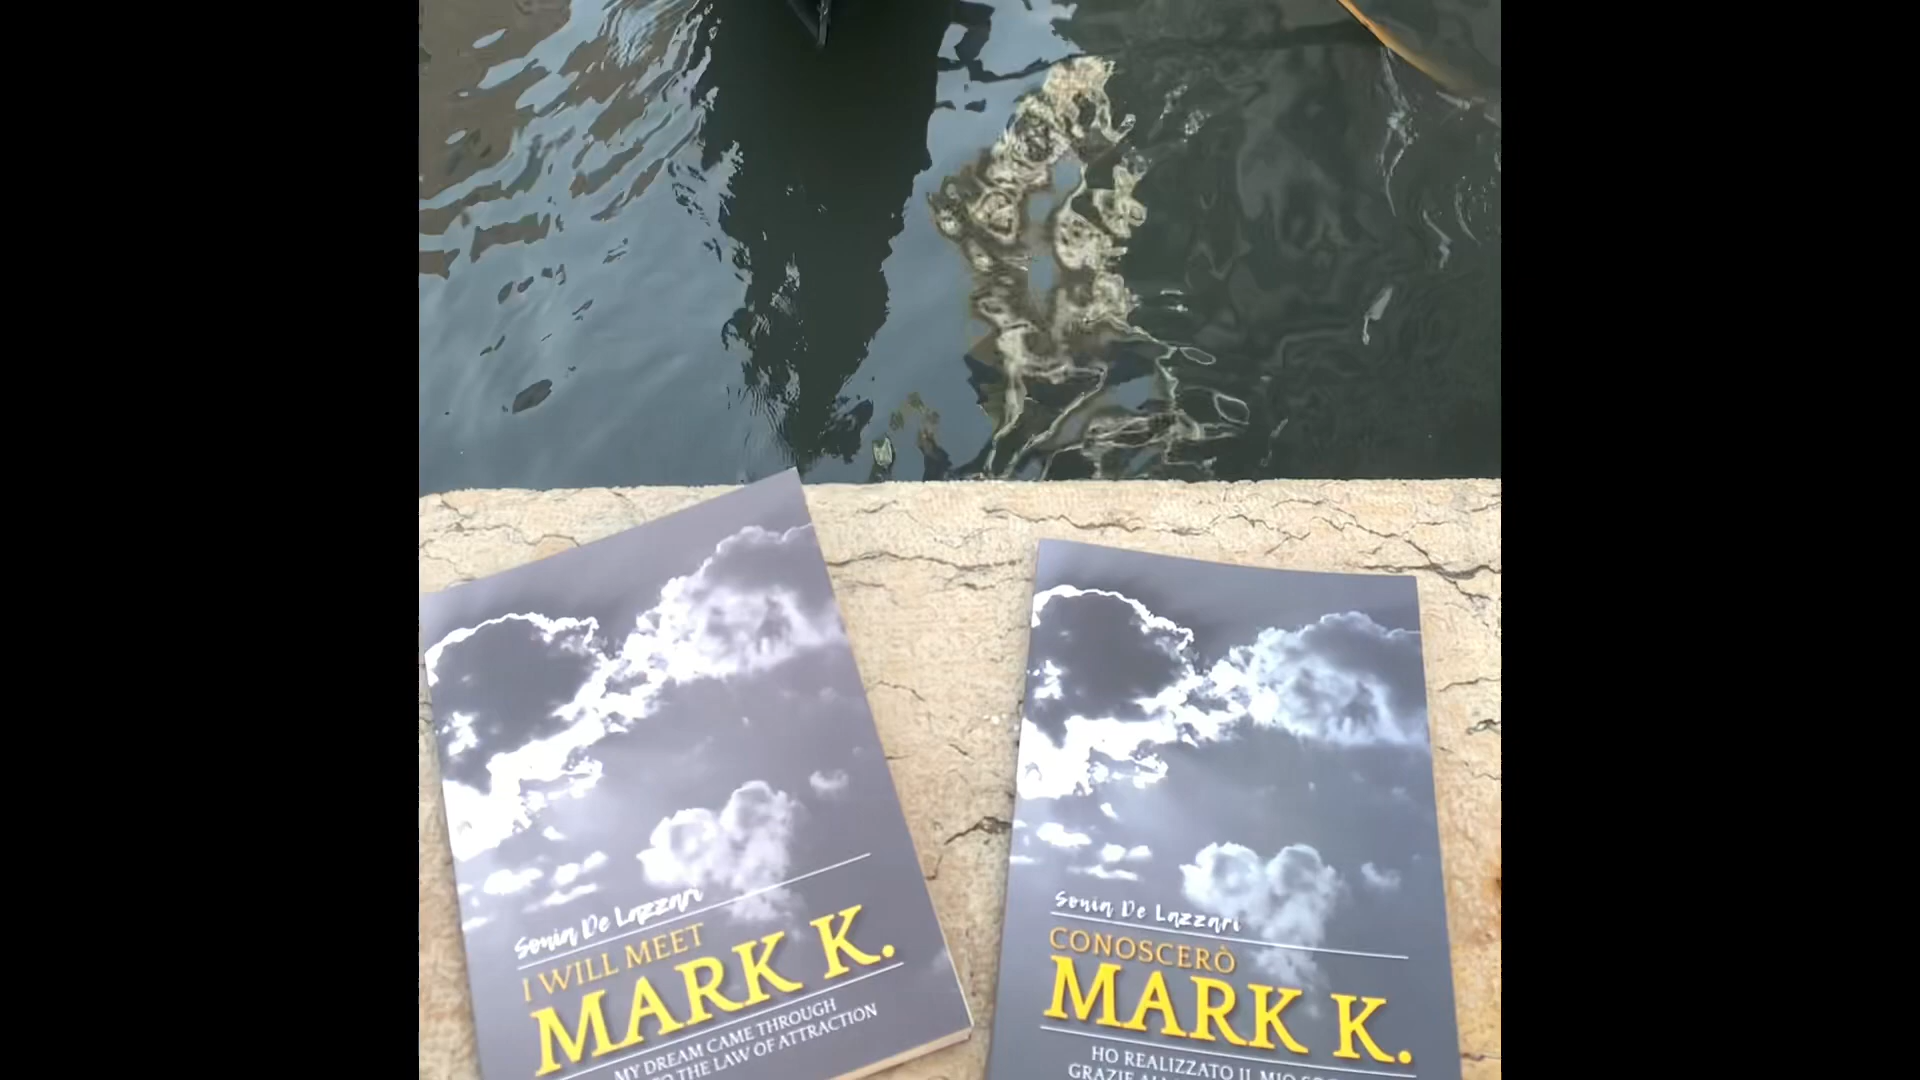 Sonia De Lazzari
I WILL MEET
MARK K.
MY DREAM CAME THROUGH
TO THE LAW OF ATTRACTION
Sonia De Lazzari
CONOSCERÒ
MARK K.
HO REALIZZATO IL MIO
GRAZIE